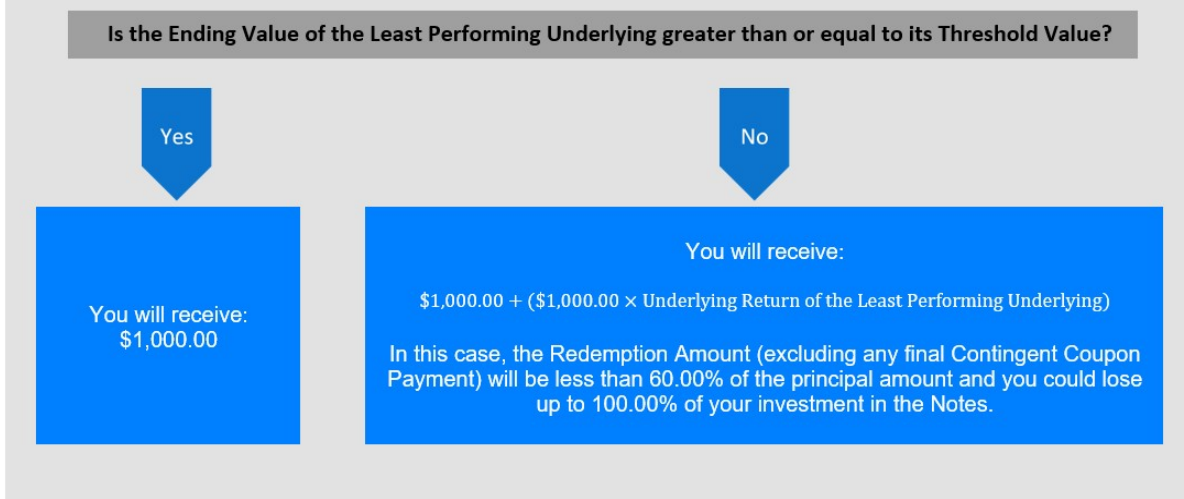 Is the Ending Value of the Least Performing Underlying greater than or equal to its Threshold Value?
Yes
No
You will receive:
$1,000.00
You will receive:
$1,000.00 + ($1,000.00 × Underlying Return of the Least Performing Underlying)
In this case, the Redemption Amount (excluding any final Contingent Coupon
Payment) will be less than 60.00% of the principal amount and you could lose
up to 100.00% of your investment in the Notes.